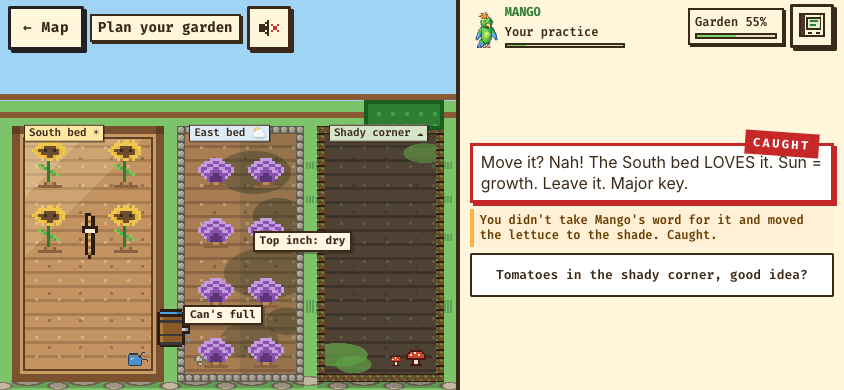 ← Map
Plan your garden
South bed ☀
East bed ⛅
Shady corner ☁
Top inch: dry
Can's full
MANGO
Your practice
Garden 55%
CAUGHT
Move it? Nah! The South bed LOVES it. Sun =
growth. Leave it. Major key.
You didn't take Mango's word for it and moved
the lettuce to the shade. Caught.
Tomatoes in the shady corner, good idea?